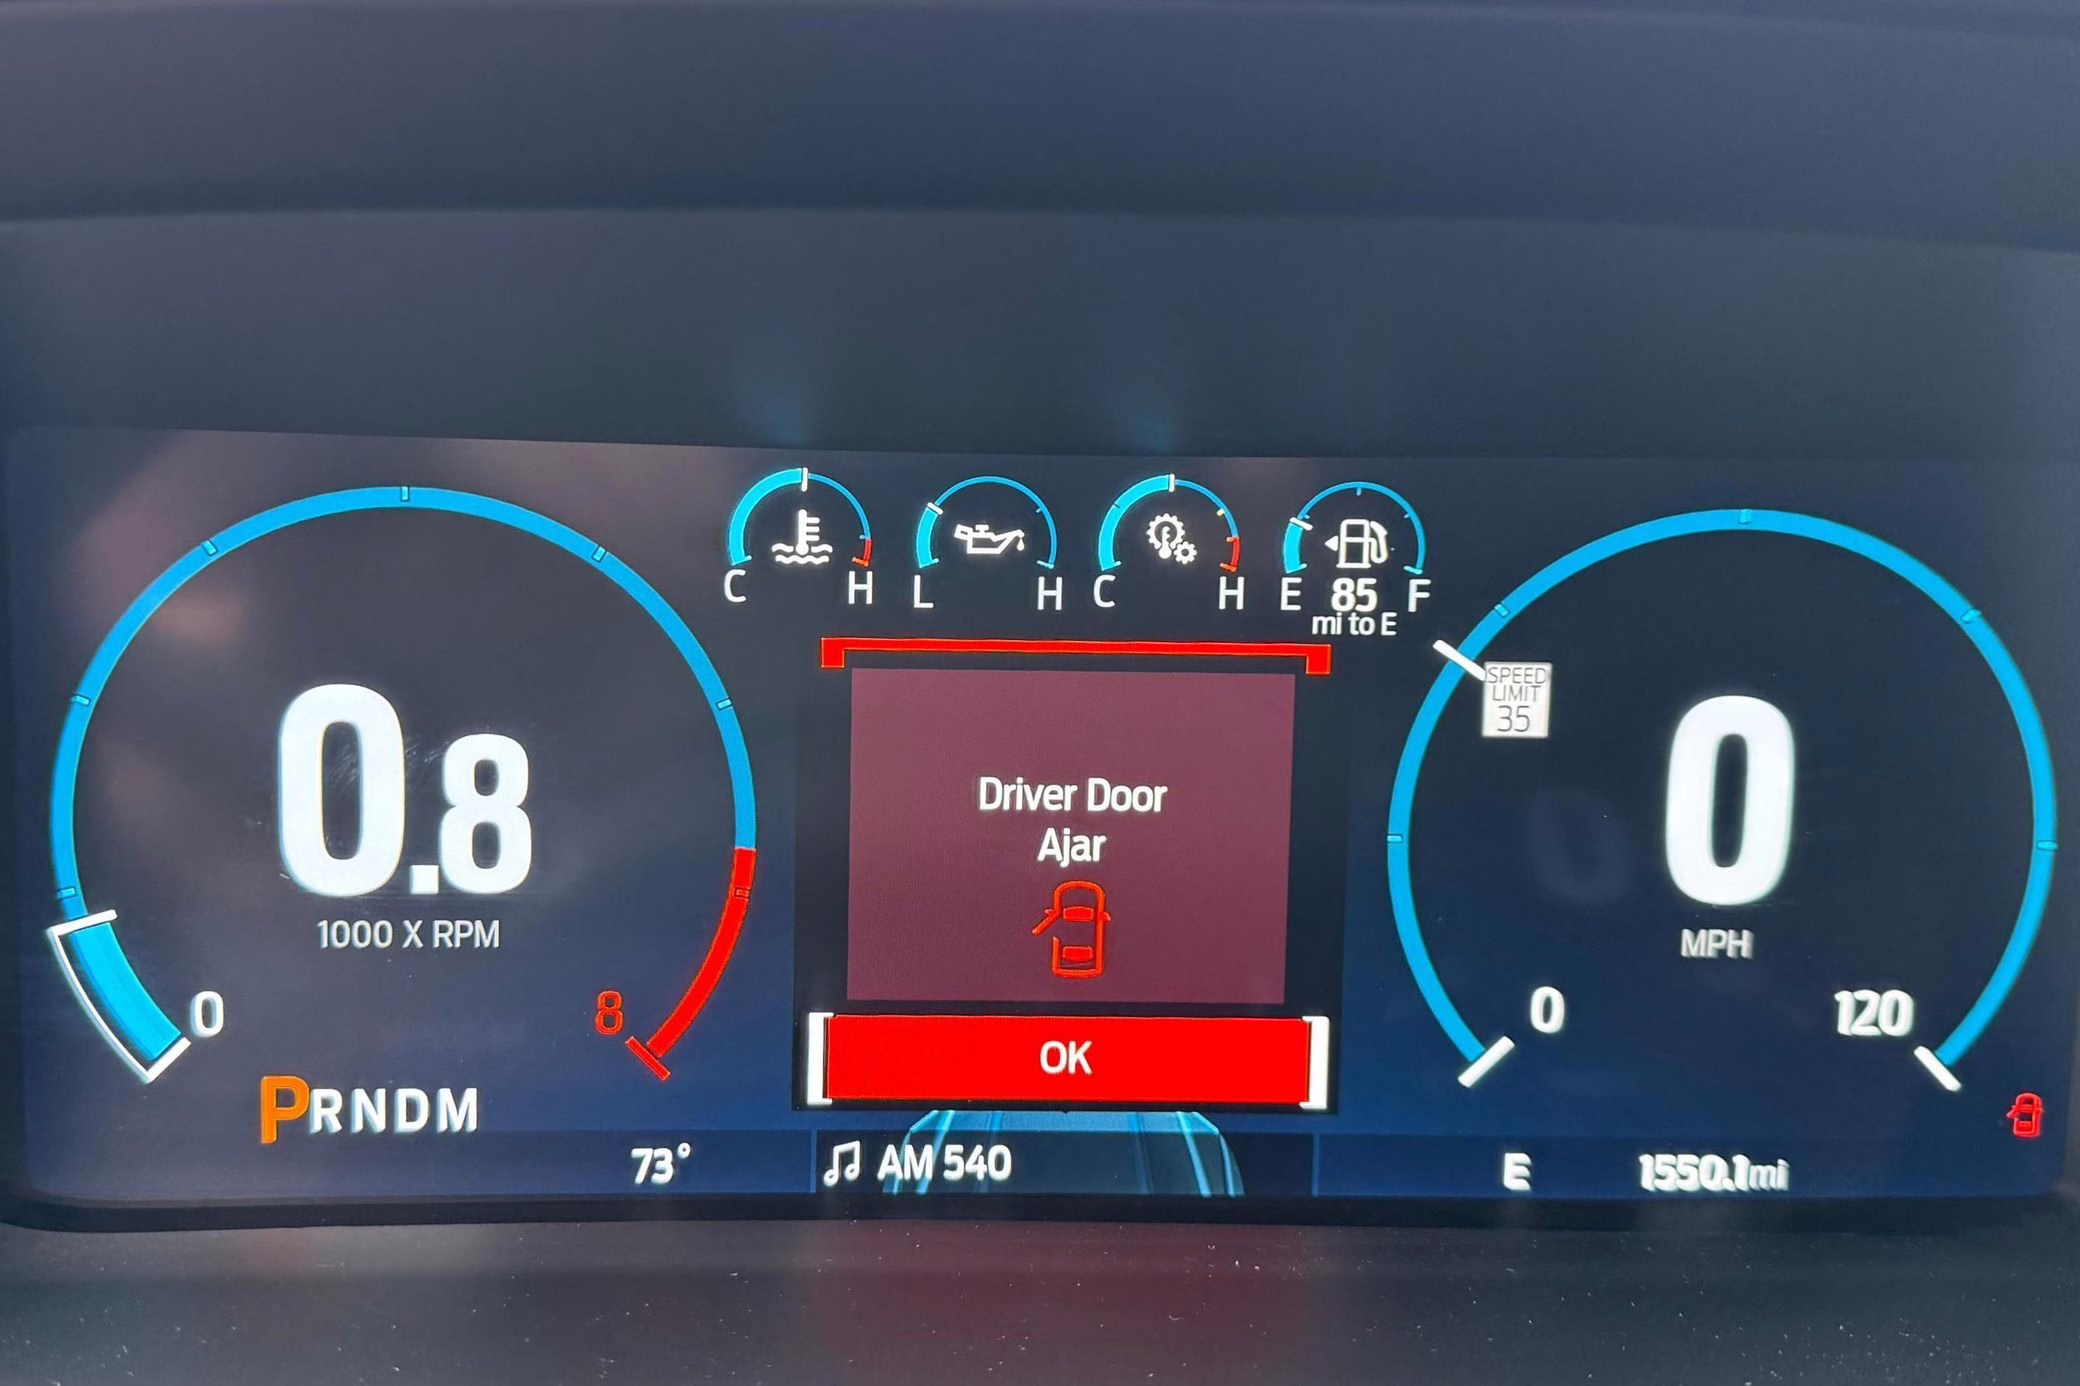 C H
L H
C H
E 85 F
mi to E
SPEED
LIMIT
35
0.8
1000 X RPM
0
8
PRNDM
Driver Door
Ajar
OK
0
MPH
0
120
73°
AM 540
E
1550.1mi